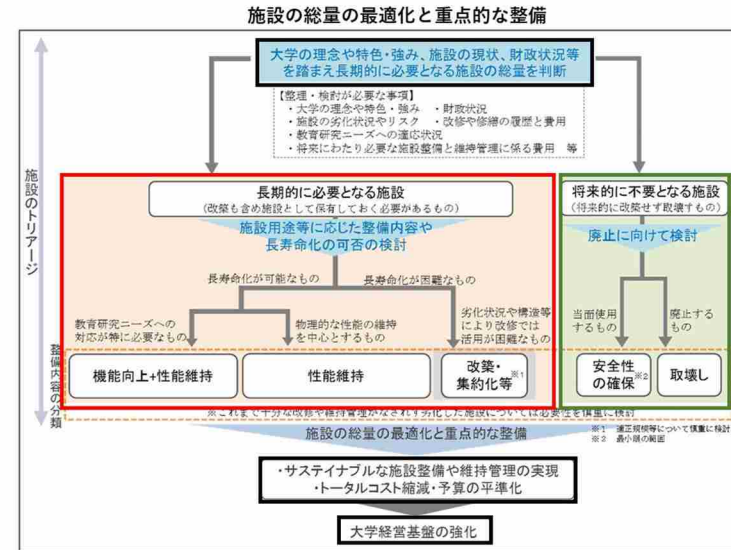 施設の総量の最適化と重点的な整備
大学の理念や特色・強み、施設の現状、財政状況等
を踏まえ長期的に必要となる施設の総量を判断
【整理・検討が必要な事項】
・大学の理念や特色・強み ・財政状況
・施設の劣化状況やリスク ・改修や修繕の履歴と費用
・教育研究ニーズへの適応状況
・将来にわたり必要な施設整備と維持管理に係る費用 等
施設のトリアージ
長期的に必要となる施設
(改築も含め施設として保有しておく必要があるもの)
施設用途等に応じた整備内容や
長寿命化の可否の検討
長寿命化が可能なもの
長寿命化が困難なもの
教育研究ニーズへの
対応が特に必要なもの
物理的な性能の維持
を中心とするもの
劣化状況や構造等
により改修では
活用が困難なもの
将来的に不要となる施設
(将来的に改築せず取壊すもの)
廃止に向けて検討
当面使用
するもの
廃止する
もの
整備内容の分類
機能向上+性能維持
性能維持
改築・
集約化等※1
安全性
の確保※2
取壊し
※これまで十分な改修や維持管理がなされず劣化した施設については必要性を慎重に検討
施設の総量の最適化と重点的な整備
※1 適正規模等について慎重に検討
※2 最小限の範囲
・サステイナブルな施設整備や維持管理の実現
・トータルコスト縮減・予算の平準化
大学経営基盤の強化